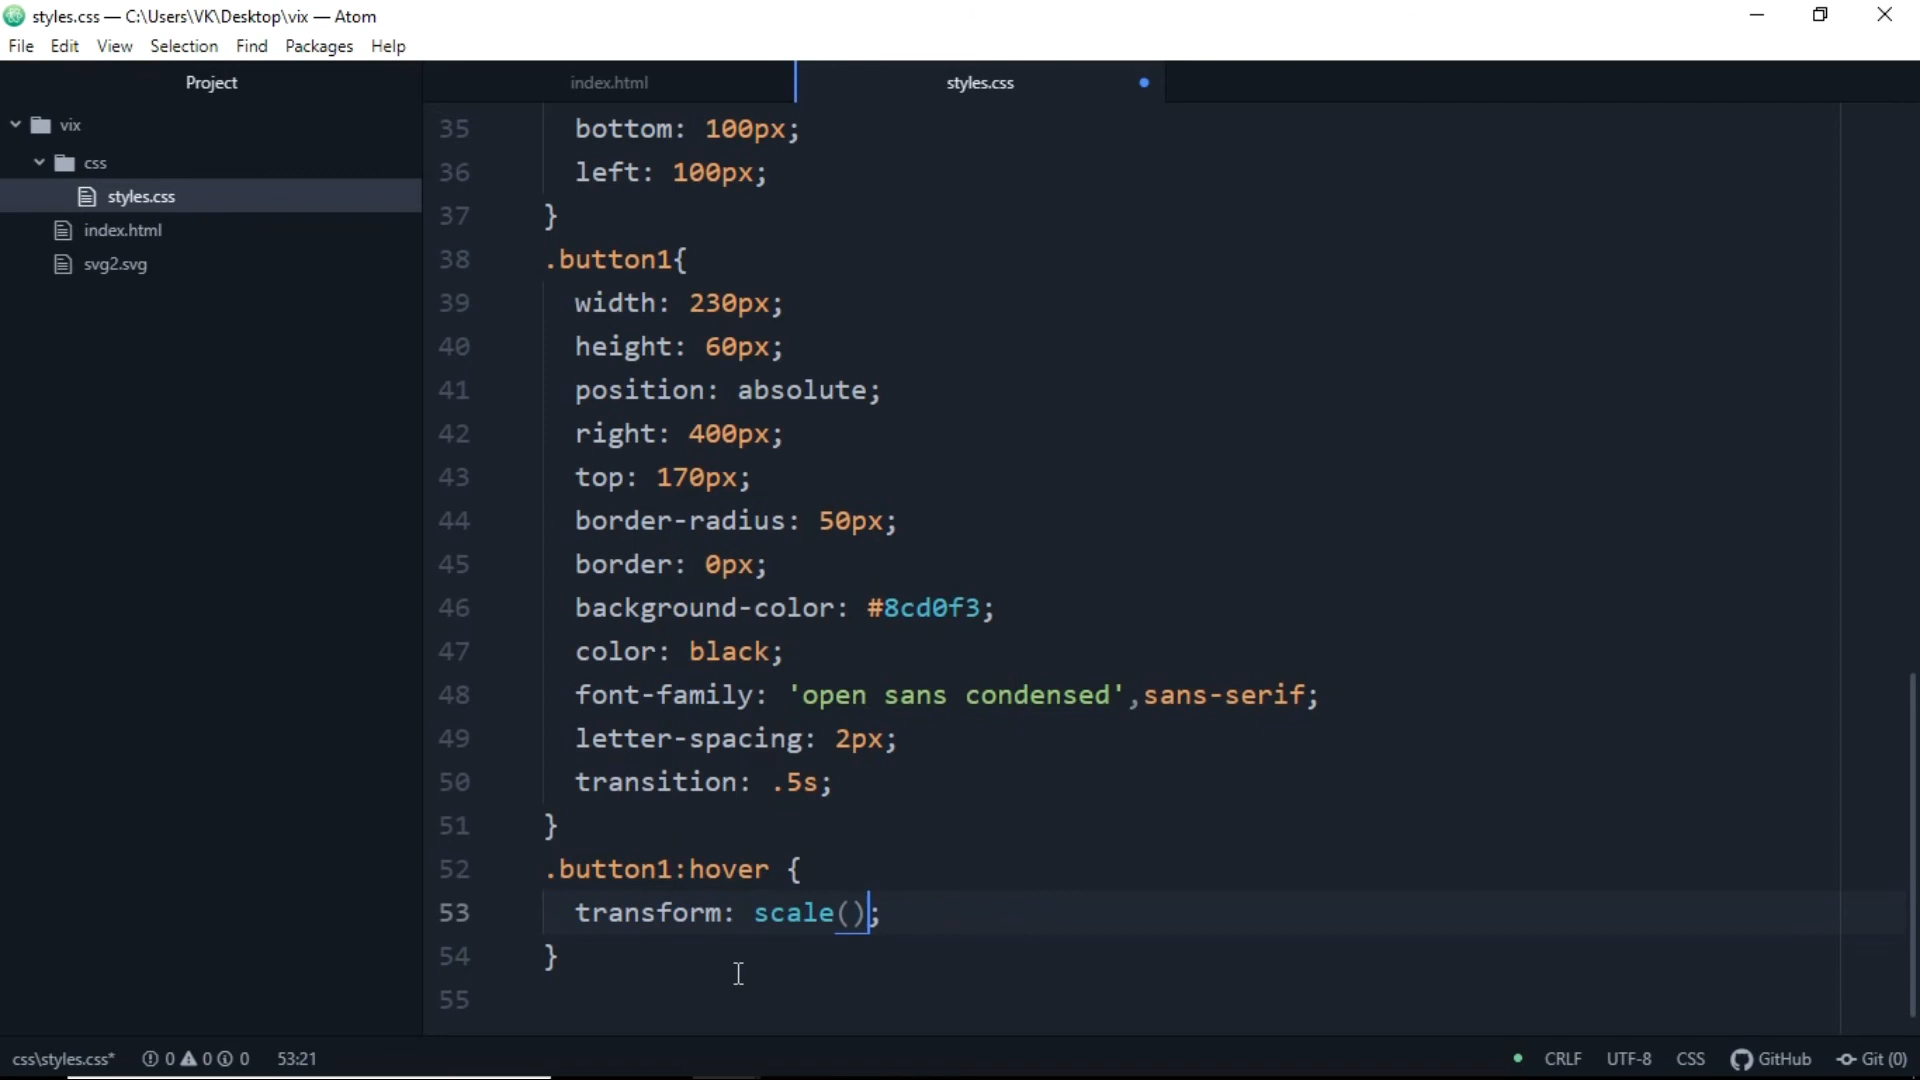 styles.css — C:\Users\VK\Desktop\vix — Atom
File Edit View Selection Find Packages Help
Project
index.html
styles.css
vix
css
styles.css
index.html
svg2.svg
35 bottom: 100px;
36 left: 100px;
37 }
38 .button1{
39 width: 230px;
40 height: 60px;
41 position: absolute;
42 right: 400px;
43 top: 170px;
44 border-radius: 50px;
45 border: 0px;
46 background-color: #8cd0f3;
47 color: black;
48 font-family: 'open sans condensed',sans-serif;
49 letter-spacing: 2px;
50 transition: .5s;
51 }
52 .button1:hover {
53 transform: scale();
54 }
55
css\styles.css* 0 0 0 53:21 CRLF UTF-8 CSS GitHub Git (0)